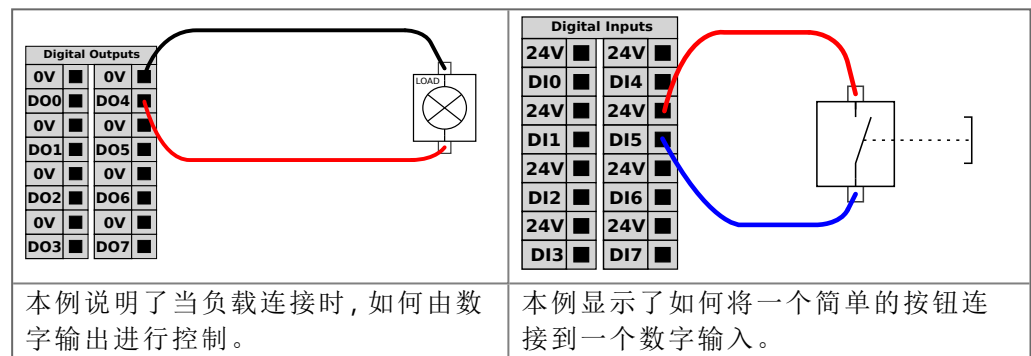 Digital Outputs
0V 0V
DO0 DO4
0V 0V
DO1 DO5
0V 0V
DO2 DO6
0V 0V
DO3 DO7
LOAD
本例说明了当负载连接时,如何由数
字输出进行控制。
Digital Inputs
24V 24V
DI0 DI4
24V 24V
DI1 DI5
24V 24V
DI2 DI6
24V 24V
DI3 DI7
本例显示了如何将一个简单的按钮连
接到一个数字输入。